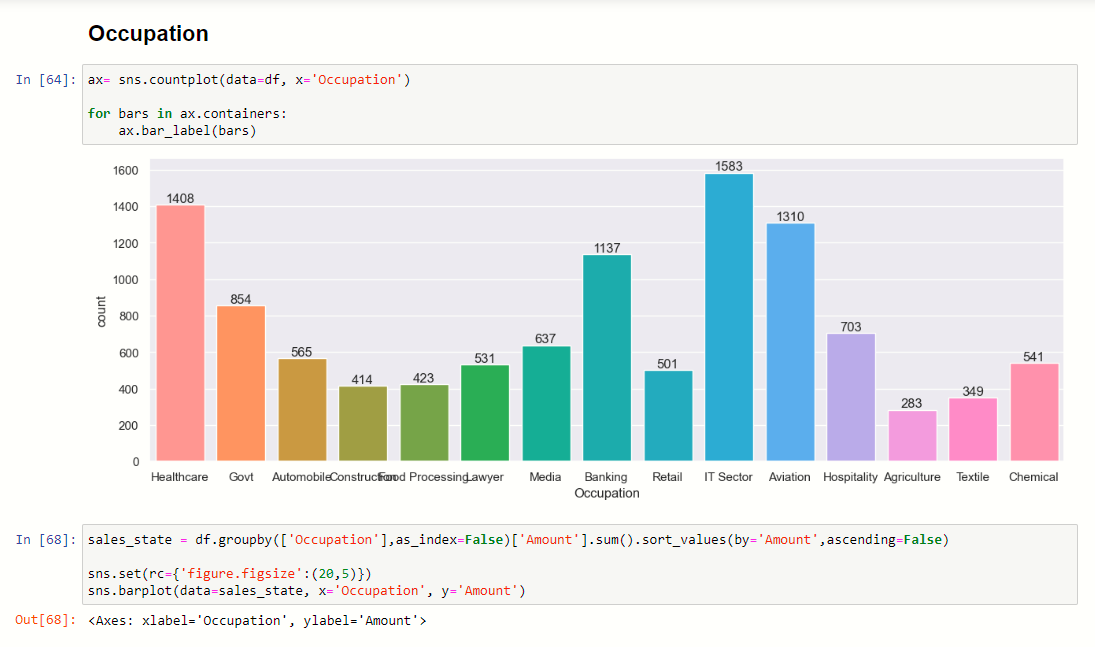 Occupation
In [64]: ax= sns.countplot(data=df, x='Occupation')
for bars in ax.containers:
    ax.bar_label(bars)
1600
1400
1200
1000
800
600
400
200
0
count
1408
854
565
414
423
531
637
1137
501
1583
1310
703
283
349
541
Healthcare Govt Automobile Construction Food Processing Lawyer Media Banking Retail IT Sector Aviation Hospitality Agriculture Textile Chemical
Occupation
In [68]: sales_state = df.groupby(['Occupation'],as_index=False)['Amount'].sum().sort_values(by='Amount',ascending=False)
sns.set(rc={'figure.figsize':(20,5)})
sns.barplot(data=sales_state, x='Occupation', y='Amount')
Out[68]: <Axes: xlabel='Occupation', ylabel='Amount'>